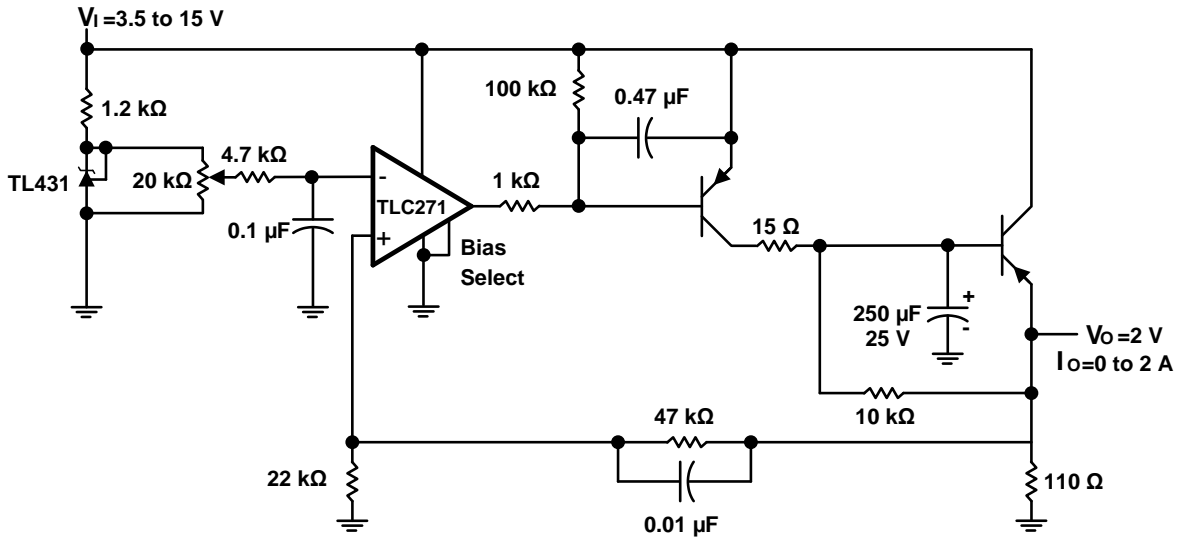 VI =3.5 to 15 V
1.2 kΩ
TL431
20 kΩ
4.7 kΩ
0.1 µF
-
TLC271
+
Bias
Select
1 kΩ
100 kΩ
0.47 µF
15 Ω
250 µF
25 V
+
-
VO =2 V
IO =0 to 2 A
10 kΩ
47 kΩ
0.01 µF
22 kΩ
110 Ω